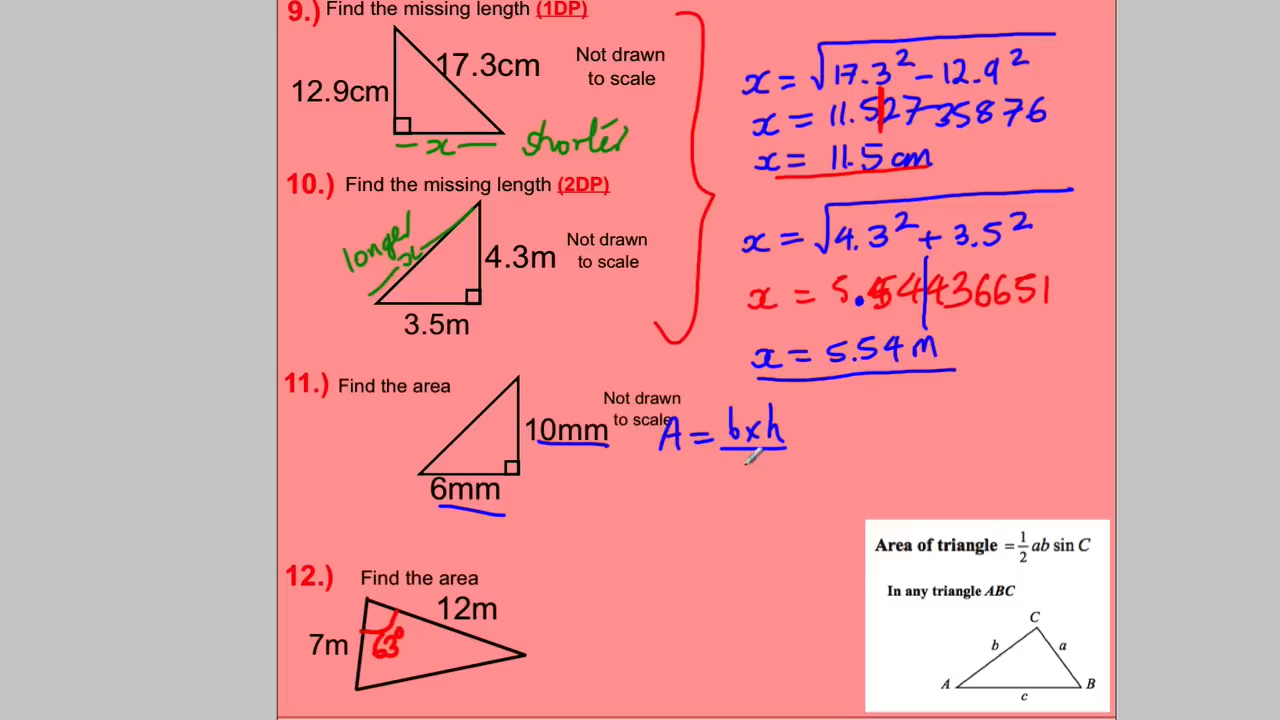 9.) Find the missing length (1DP)
17.3cm
12.9cm
Not drawn
to scale
x
shorter
x = √17.3² - 12.9²
x = 11.52735876
x = 11.5 cm
10.) Find the missing length (2DP)
longer
x
4.3m
3.5m
Not drawn
to scale
x = √4.3² + 3.5²
x = 5.54436651
x = 5.54 m
11.) Find the area
10mm
6mm
Not drawn
to scale
A = b×h
12.) Find the area
7m
12m
63°
Area of triangle = 1/2 ab sin C
In any triangle ABC
C
b
a
A
B
c